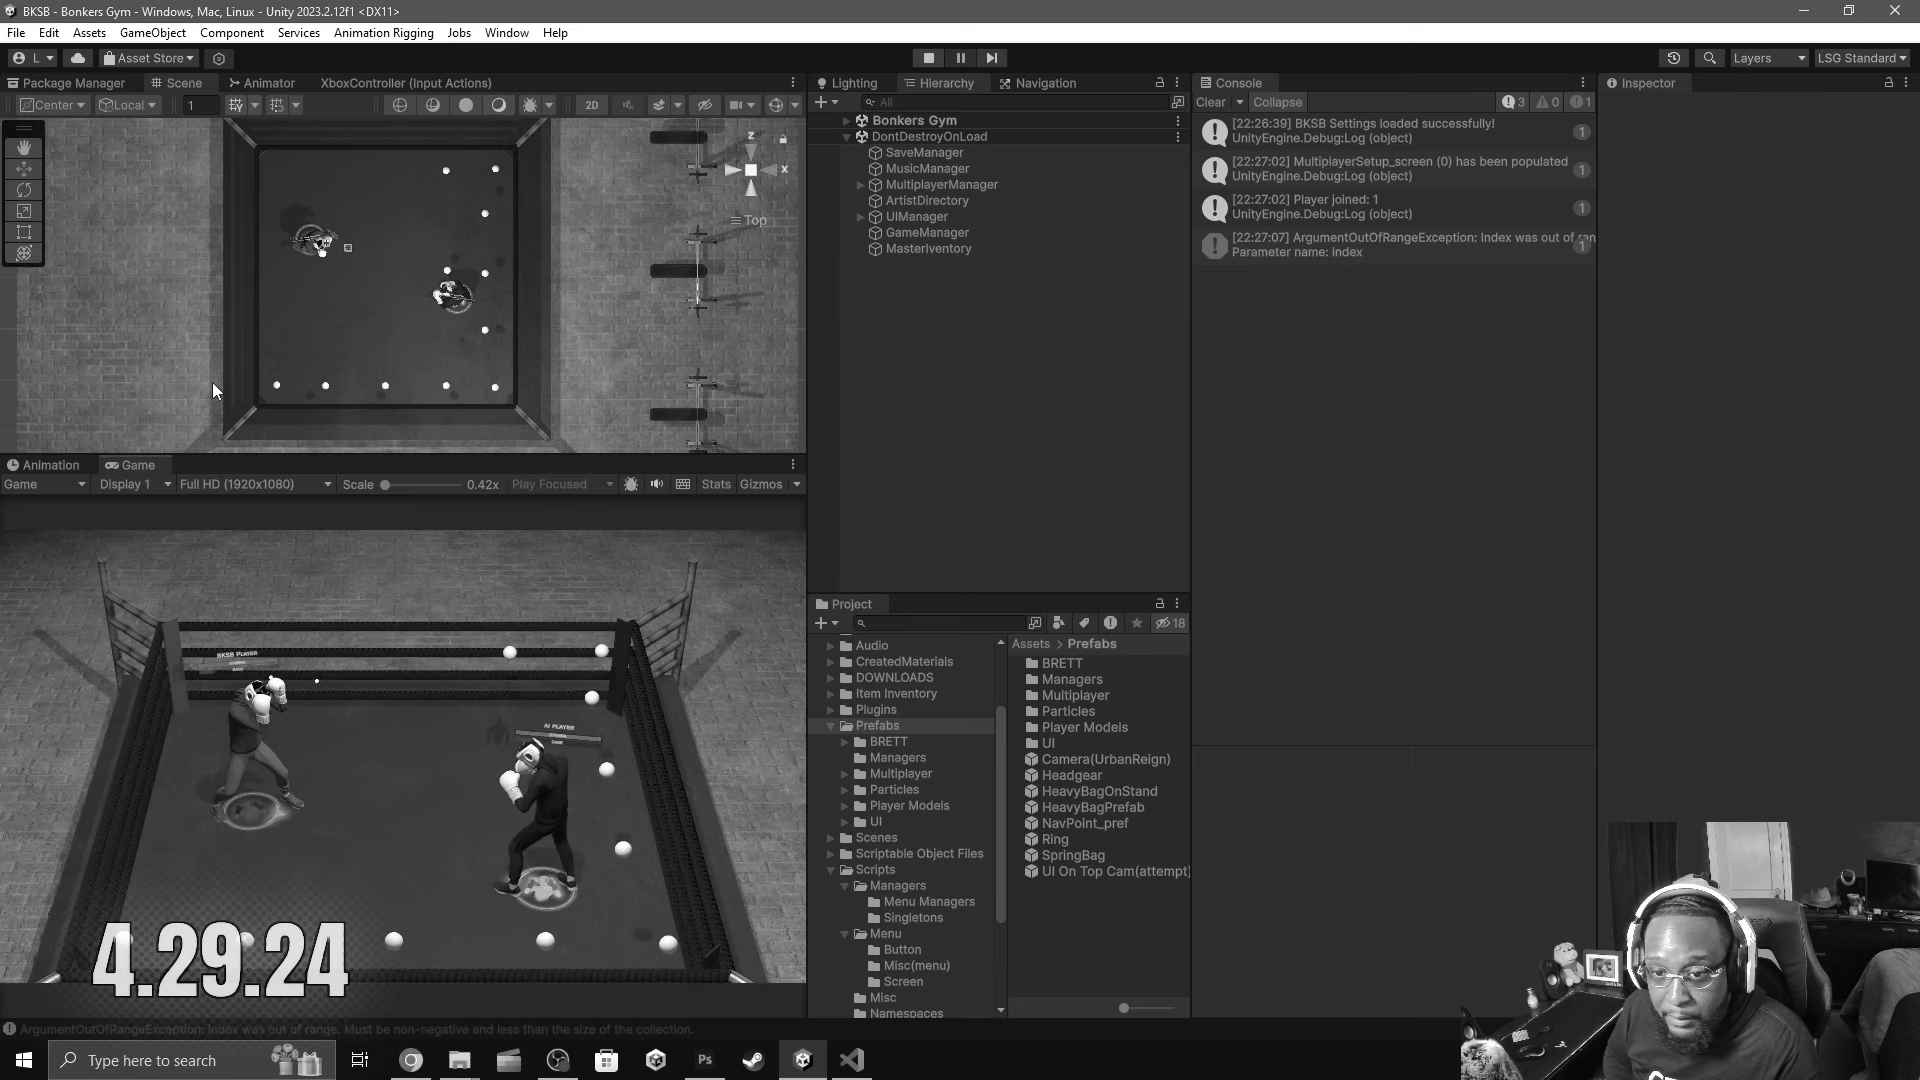 BKSB - Bonkers Gym - Windows, Mac, Linux - Unity 2023.2.12f1 <DX11>
File Edit Assets GameObject Component Services Animation Rigging Jobs Window Help
L Asset Store Layers LSG Standard
Package Manager Scene Animator XboxController (Input Actions)
Center Local 1 2D
Z
X
Top
Animation Game
Game Display 1 Full HD (1920x1080) Scale 0.42x Play Focused Stats Gizmos
BKSB PLAYER
AI PLAYER
4.29.24
Lighting Hierarchy Navigation
All
Bonkers Gym
DontDestroyOnLoad
SaveManager
MusicManager
MultiplayerManager
ArtistDirectory
UIManager
GameManager
MasterIventory
Project
18
Audio
CreatedMaterials
DOWNLOADS
Item Inventory
Plugins
Prefabs
BRETT
Managers
Multiplayer
Particles
Player Models
UI
Scenes
Scriptable Object Files
Scripts
Managers
Menu Managers
Singletons
Menu
Button
Misc(menu)
Screen
Misc
Namespaces
Assets > Prefabs
BRETT
Managers
Multiplayer
Particles
Player Models
UI
Camera(UrbanReign)
Headgear
HeavyBagOnStand
HeavyBagPrefab
NavPoint_pref
Ring
SpringBag
UI On Top Cam(attempt)
Console
Clear Collapse 3 0 1
[22:26:39] BKSB Settings loaded successfully!
UnityEngine.Debug:Log (object)
1
[22:27:02] MultiplayerSetup_screen (0) has been populated
UnityEngine.Debug:Log (object)
1
[22:27:02] Player joined: 1
UnityEngine.Debug:Log (object)
1
[22:27:07] ArgumentOutOfRangeException: Index was out of ran
Parameter name: index
1
Inspector
ArgumentOutOfRangeException: Index was out of range. Must be non-negative and less than the size of the collection.
Type here to search
Ps